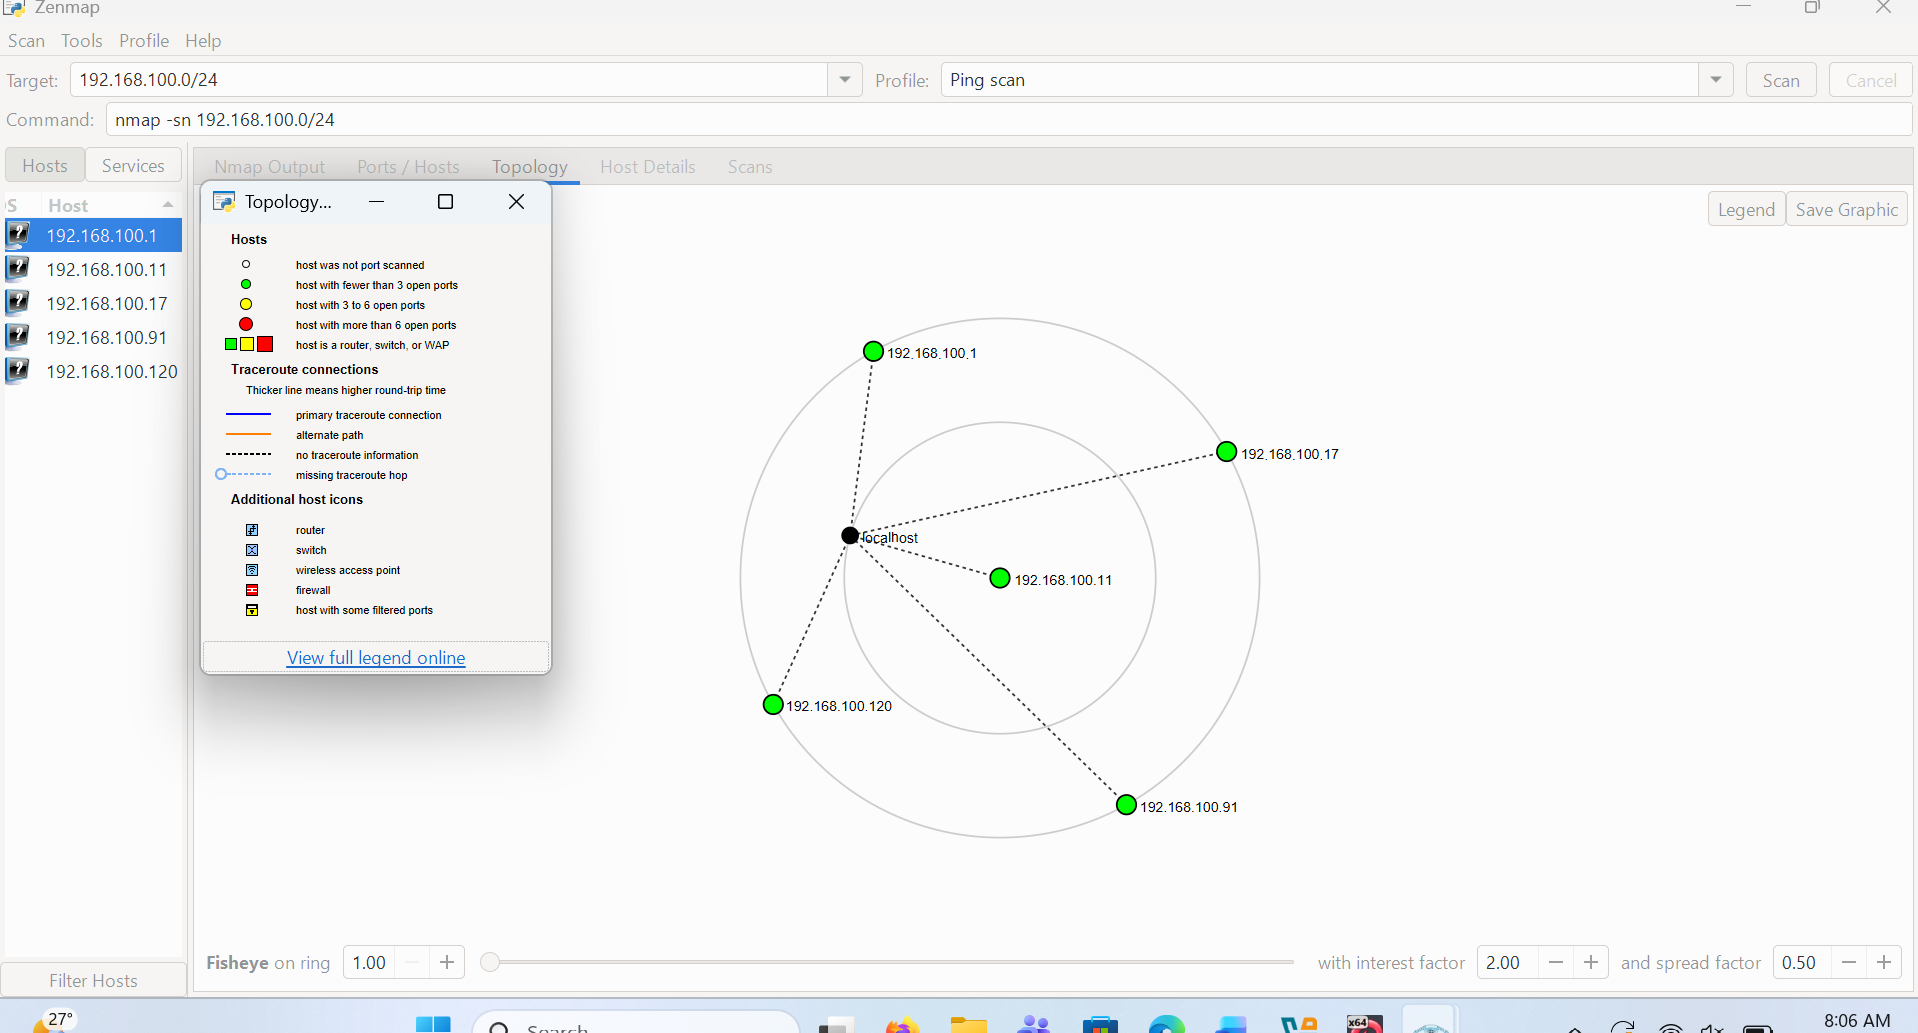 Zenmap
Scan Tools Profile Help
Target: 192.168.100.0/24 Profile: Ping scan Scan Cancel
Command: nmap -sn 192.168.100.0/24
Hosts Services
Nmap Output Ports / Hosts Topology Host Details Scans
OS Host
192.168.100.1
192.168.100.11
192.168.100.17
192.168.100.91
192.168.100.120
Filter Hosts
Topology...
Hosts
host was not port scanned
host with fewer than 3 open ports
host with 3 to 6 open ports
host with more than 6 open ports
host is a router, switch, or WAP
Traceroute connections
Thicker line means higher round-trip time
primary traceroute connection
alternate path
no traceroute information
missing traceroute hop
Additional host icons
router
switch
wireless access point
firewall
host with some filtered ports
View full legend online
Legend Save Graphic
192.168.100.1
192.168.100.17
localhost
192.168.100.11
192.168.100.120
192.168.100.91
Fisheye on ring 1.00 − + with interest factor 2.00 − + and spread factor 0.50 − +
27°
Search
x64
8:06 AM